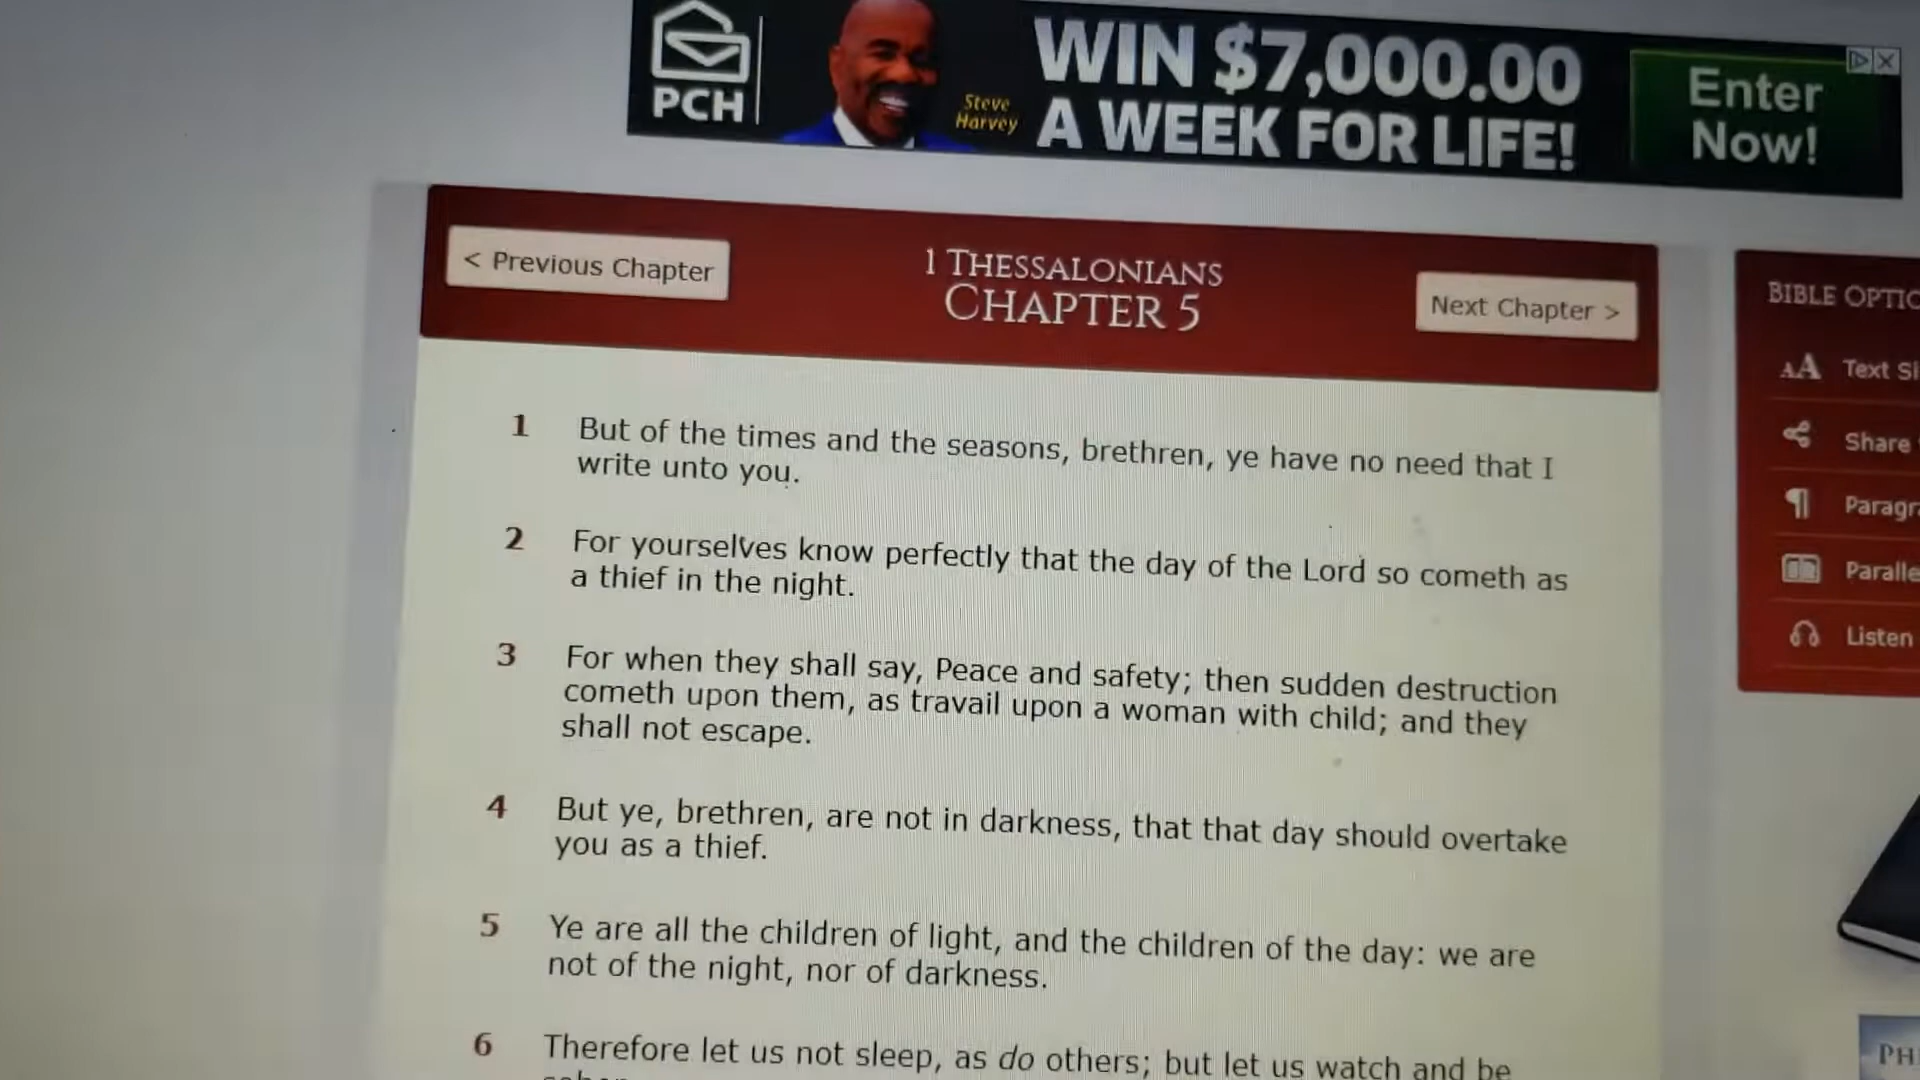 PCH
Steve
Harvey
WIN $7,000.00
A WEEK FOR LIFE!
Enter
Now!
< Previous Chapter
1 THESSALONIANS
CHAPTER 5
Next Chapter >
1 But of the times and the seasons, brethren, ye have no need that I
write unto you.
2 For yourselves know perfectly that the day of the Lord so cometh as
a thief in the night.
3 For when they shall say, Peace and safety; then sudden destruction
cometh upon them, as travail upon a woman with child; and they
shall not escape.
4 But ye, brethren, are not in darkness, that that day should overtake
you as a thief.
5 Ye are all the children of light, and the children of the day: we are
not of the night, nor of darkness.
6 Therefore let us not sleep, as do others; but let us watch and be
BIBLE
AA Text
Share
Listen